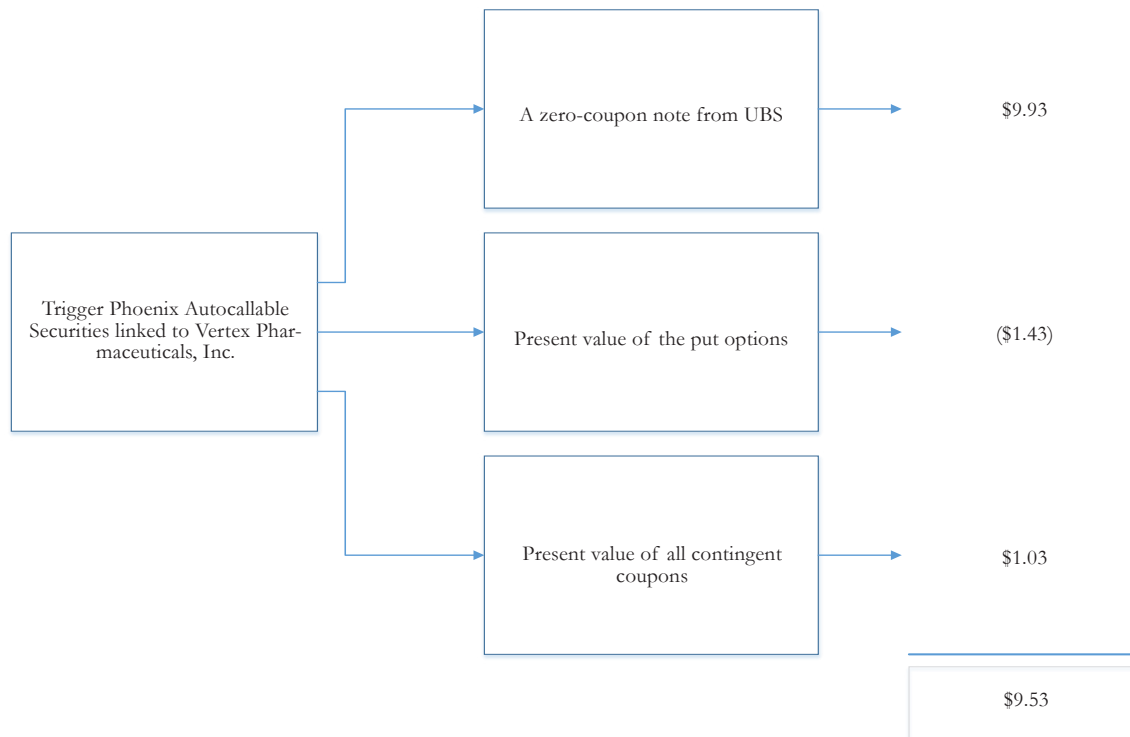 A zero-coupon note from UBS
$9.93
Trigger Phoenix Autocallable
Securities linked to Vertex Phar-
maceuticals, Inc.
Present value of the put options
($1.43)
Present value of all contingent
coupons
$1.03
$9.53